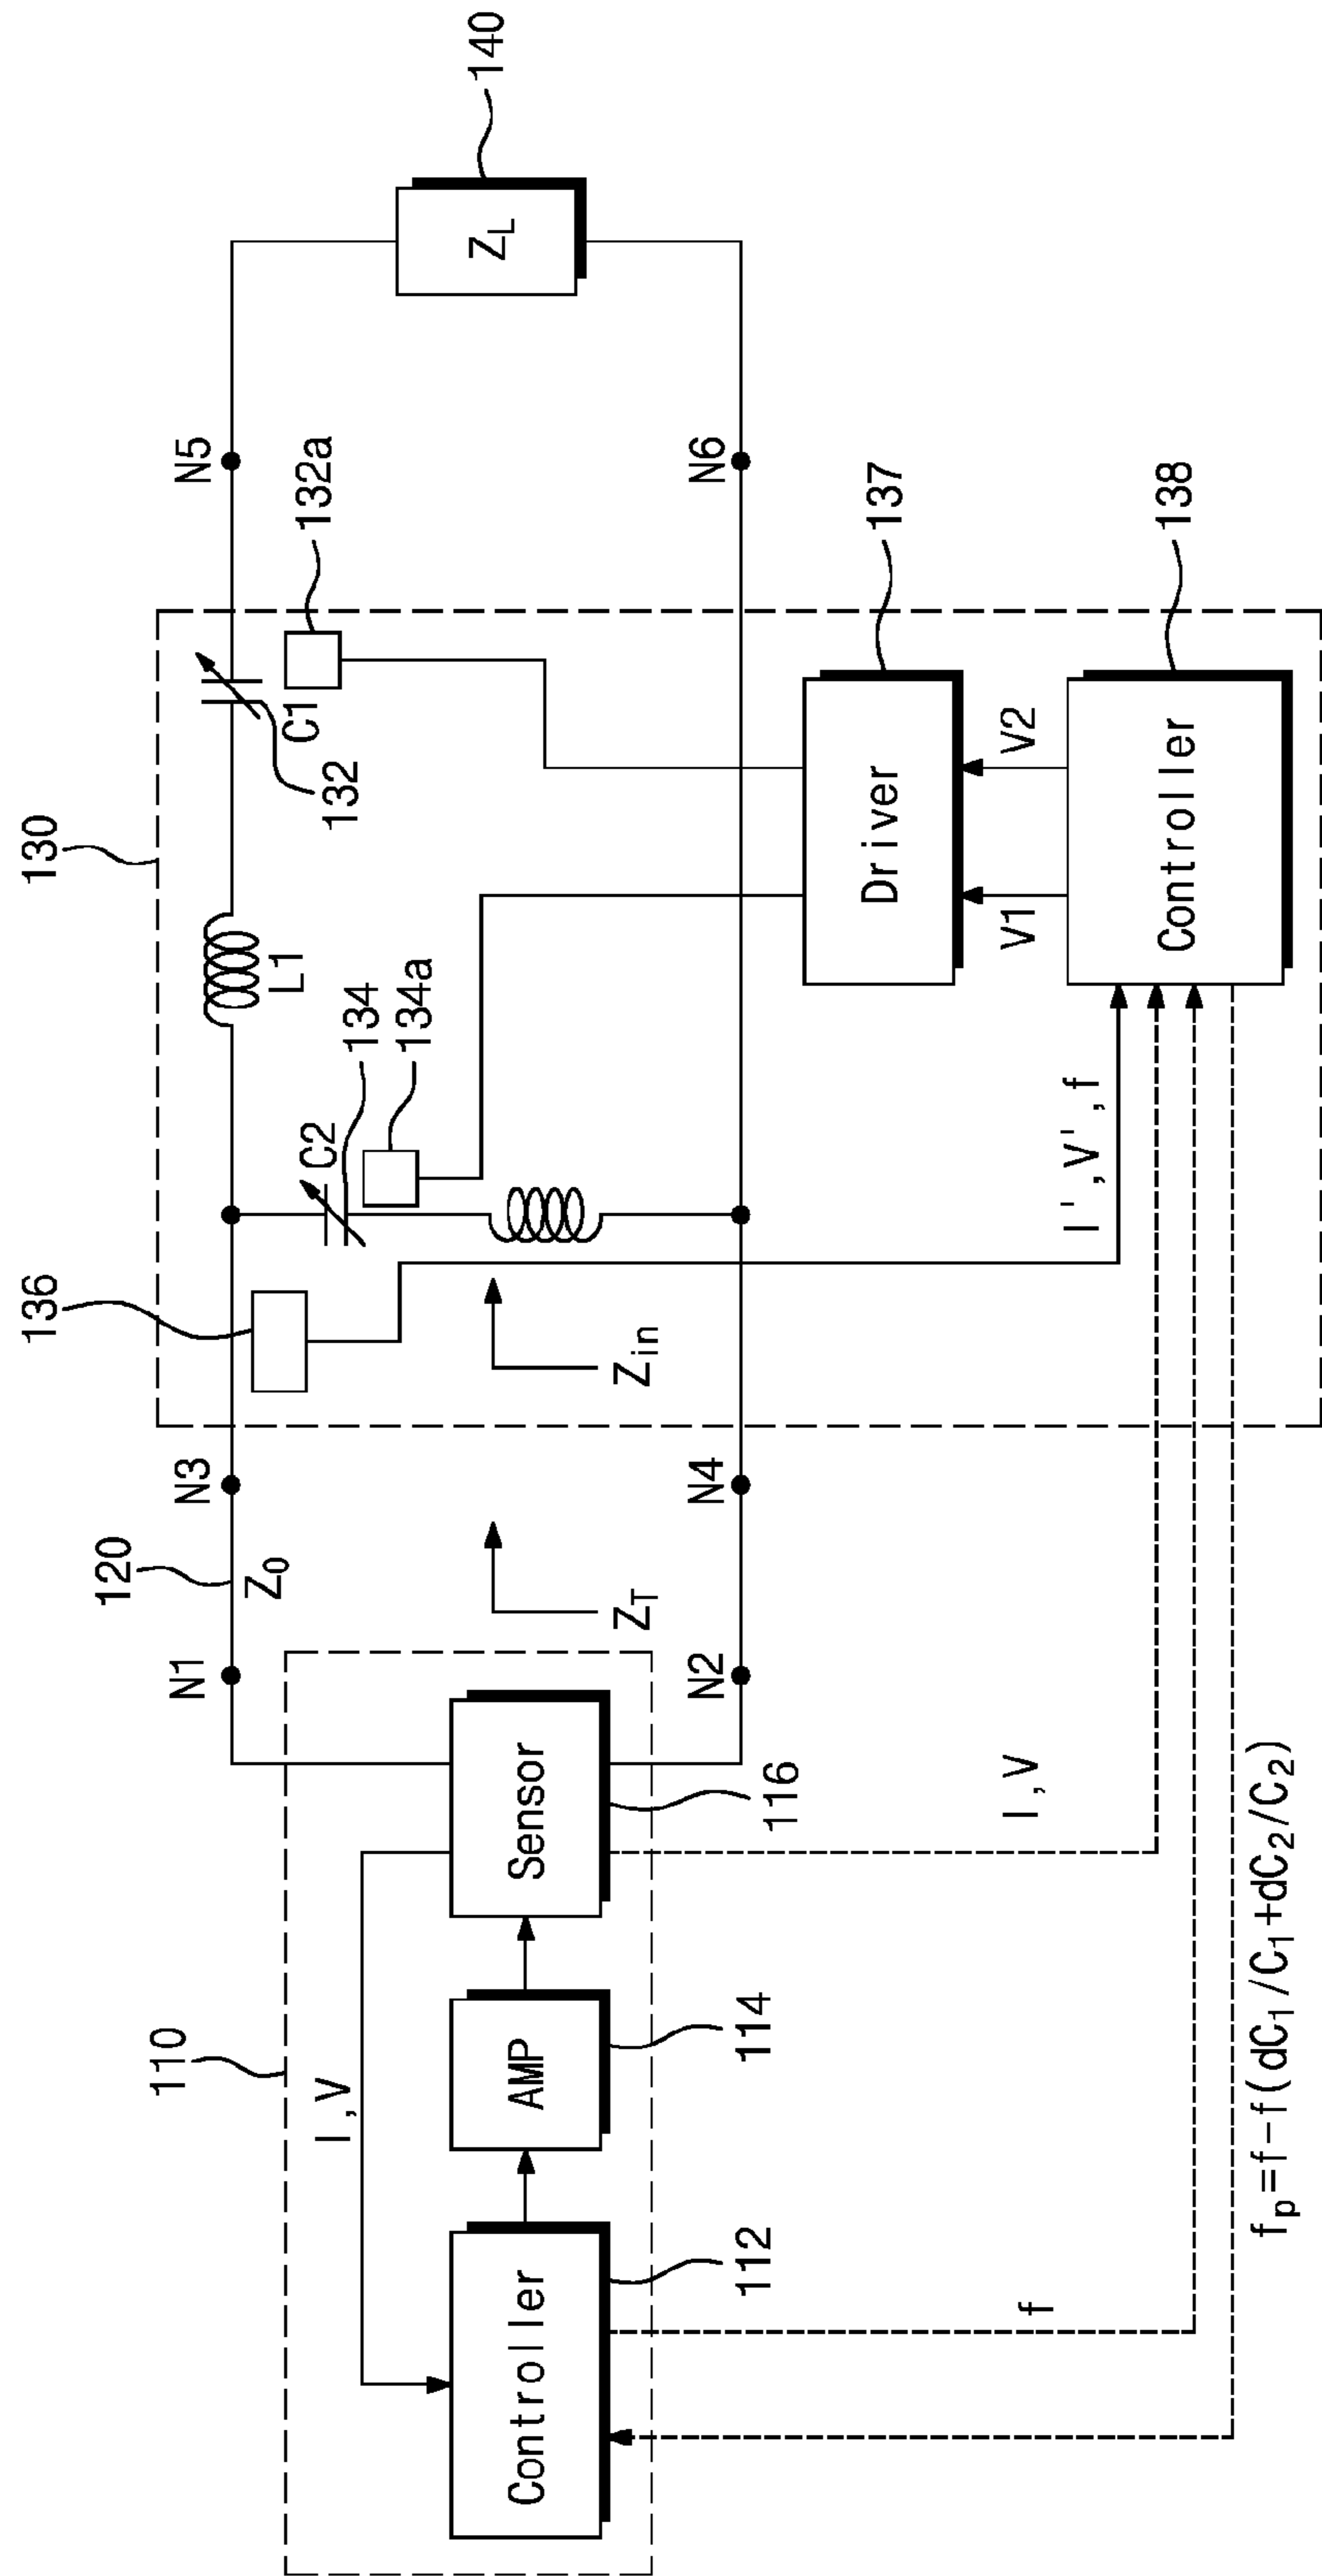 130
140
132
C1
132a
N5
L1
C2
134
134a
136
120
N3
N1
Z0
110
I,V
Controller
112
AMP
114
Sensor
116
ZT
Zin
N2
N4
N6
ZL
Driver
137
V1
V2
Controller
138
I',V',f
I,V
f
fp=f-f(dC1/C1+dC2/C2)